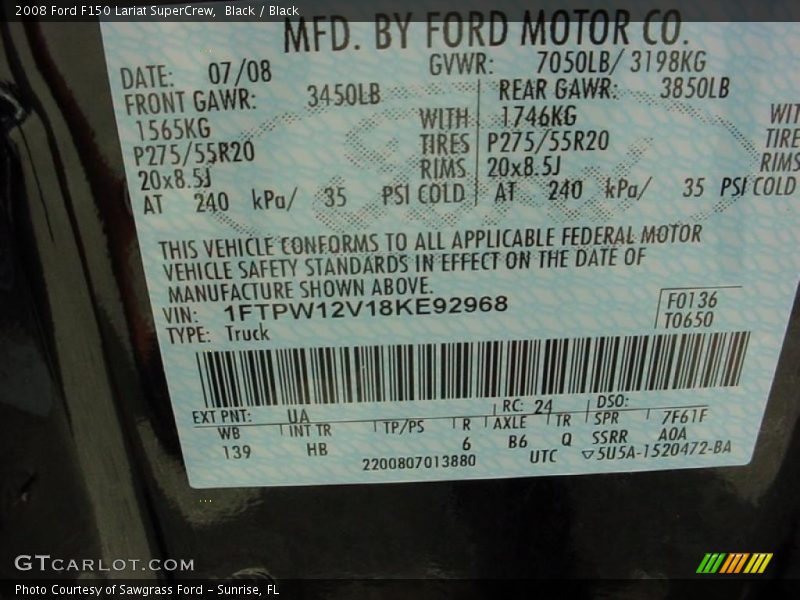 2008 Ford F150 Lariat SuperCrew, Black / Black
MFD. BY FORD MOTOR CO.
DATE: 07/08 GVWR: 7050LB/ 3198KG
FRONT GAWR: 3450LB REAR GAWR: 3850LB
1565KG WITH 1746KG WIT
P275/55R20 TIRES P275/55R20 TIRE
20x8.5J RIMS 20x8.5J RIMS
AT 240 kPa/ 35 PSI COLD AT 240 kPa/ 35 PSI COLD
THIS VEHICLE CONFORMS TO ALL APPLICABLE FEDERAL MOTOR
VEHICLE SAFETY STANDARDS IN EFFECT ON THE DATE OF
MANUFACTURE SHOWN ABOVE.
VIN: 1FTPW12V18KE92968 F0136
TYPE: Truck T0650
EXT PNT: UA RC: 24 DSO:
WB INT TR TP/PS R AXLE TR SPR 7F61F
139 HB 6 B6 Q SSRR A0A
2200807013880 UTC ▽5U5A-1520472-BA
GTCARLOT.COM
Photo Courtesy of Sawgrass Ford - Sunrise, FL